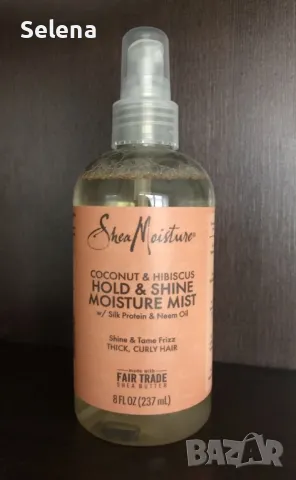 Selena
SheaMoisture®
COCONUT & HIBISCUS
HOLD & SHINE
MOISTURE MIST
w/ Silk Protein & Neem Oil
Shine & Tame Frizz
THICK, CURLY HAIR
made with
FAIR TRADE
SHEA BUTTER
8 FL OZ (237 mL)
BAZAR